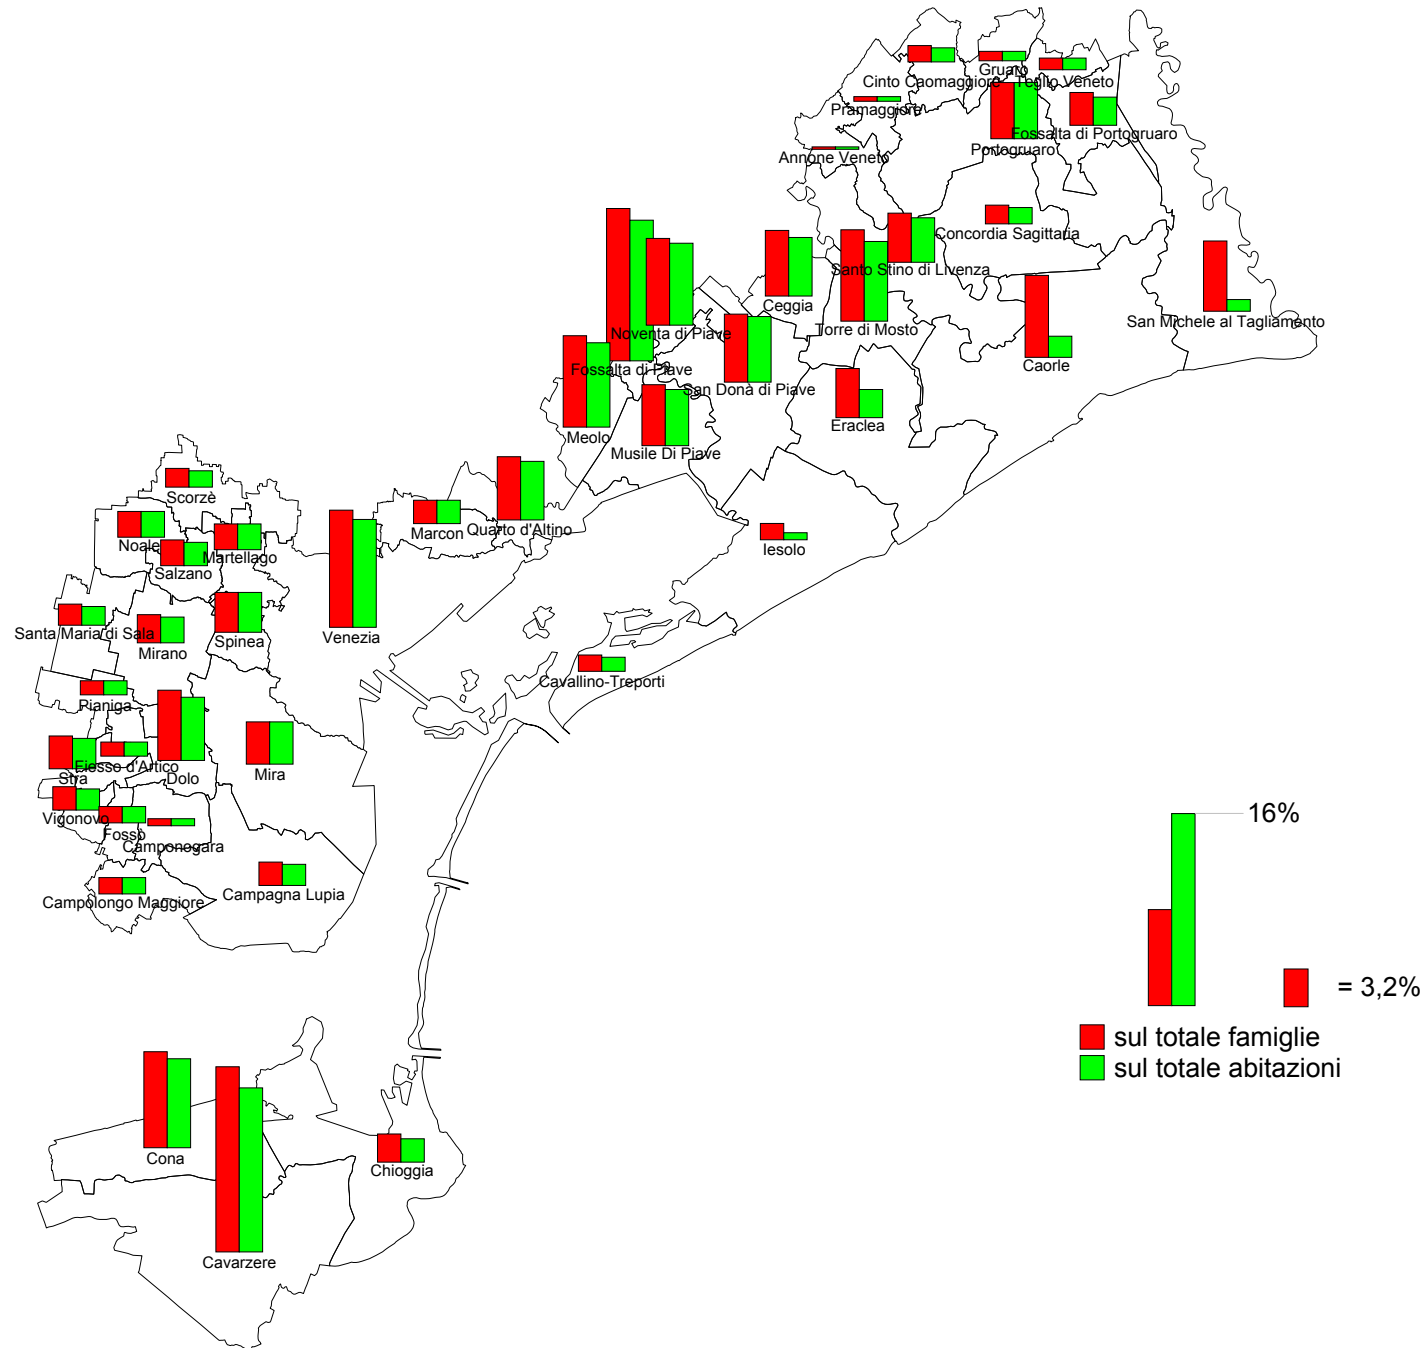 Gruaro
Cinto Caomaggiore
Teglio Veneto
Pramaggiore
Fossalta di Portogruaro
Portogruaro
Annone Veneto
Concordia Sagittaria
Santo Stino di Livenza
Ceggia
San Michele al Tagliamento
Torre di Mosto
Noventa di Piave
Caorle
Fossalta di Piave
San Donà di Piave
Eraclea
Meolo
Musile Di Piave
Scorzè
Quarto d'Altino
Marcon
Noale
Iesolo
Martellago
Salzano
Santa Maria di Sala
Spinea
Venezia
Mirano
Cavallino-Treporti
Pianiga
Fiesso d'Artico
Mira
Stra
Dolo
16%
Vigonovo
Fossò
Camponogara
Campagna Lupia
Campolongo Maggiore
= 3,2%
sul totale famiglie
sul totale abitazioni
Cona
Chioggia
Cavarzere